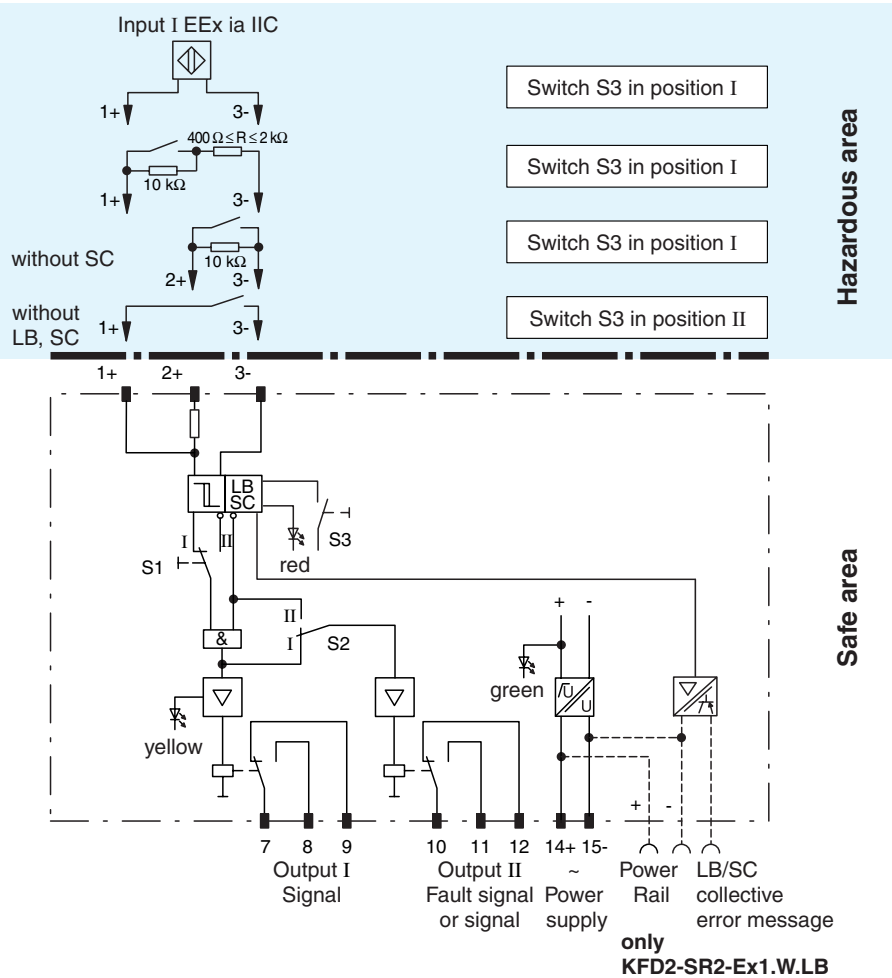 Input I EEx ia IIC
1+ 3-
Switch S3 in position I
400 Ω ≤ R ≤ 2 kΩ
10 kΩ
1+ 3-
Switch S3 in position I
without SC
10 kΩ
2+ 3-
Switch S3 in position I
without
LB, SC
1+ 3-
Switch S3 in position II
Hazardous area
1+ 2+ 3-
LB
SC
I II
S1
red
S3
II
I
S2
&
+ -
green
U
U
yellow
Safe area
+ -
7 8 9 10 11 12 14+ 15-
Output I
Signal
Output II
Fault signal
or signal
~
Power
supply
Power
Rail
LB/SC
collective
error message
only
KFD2-SR2-Ex1.W.LB